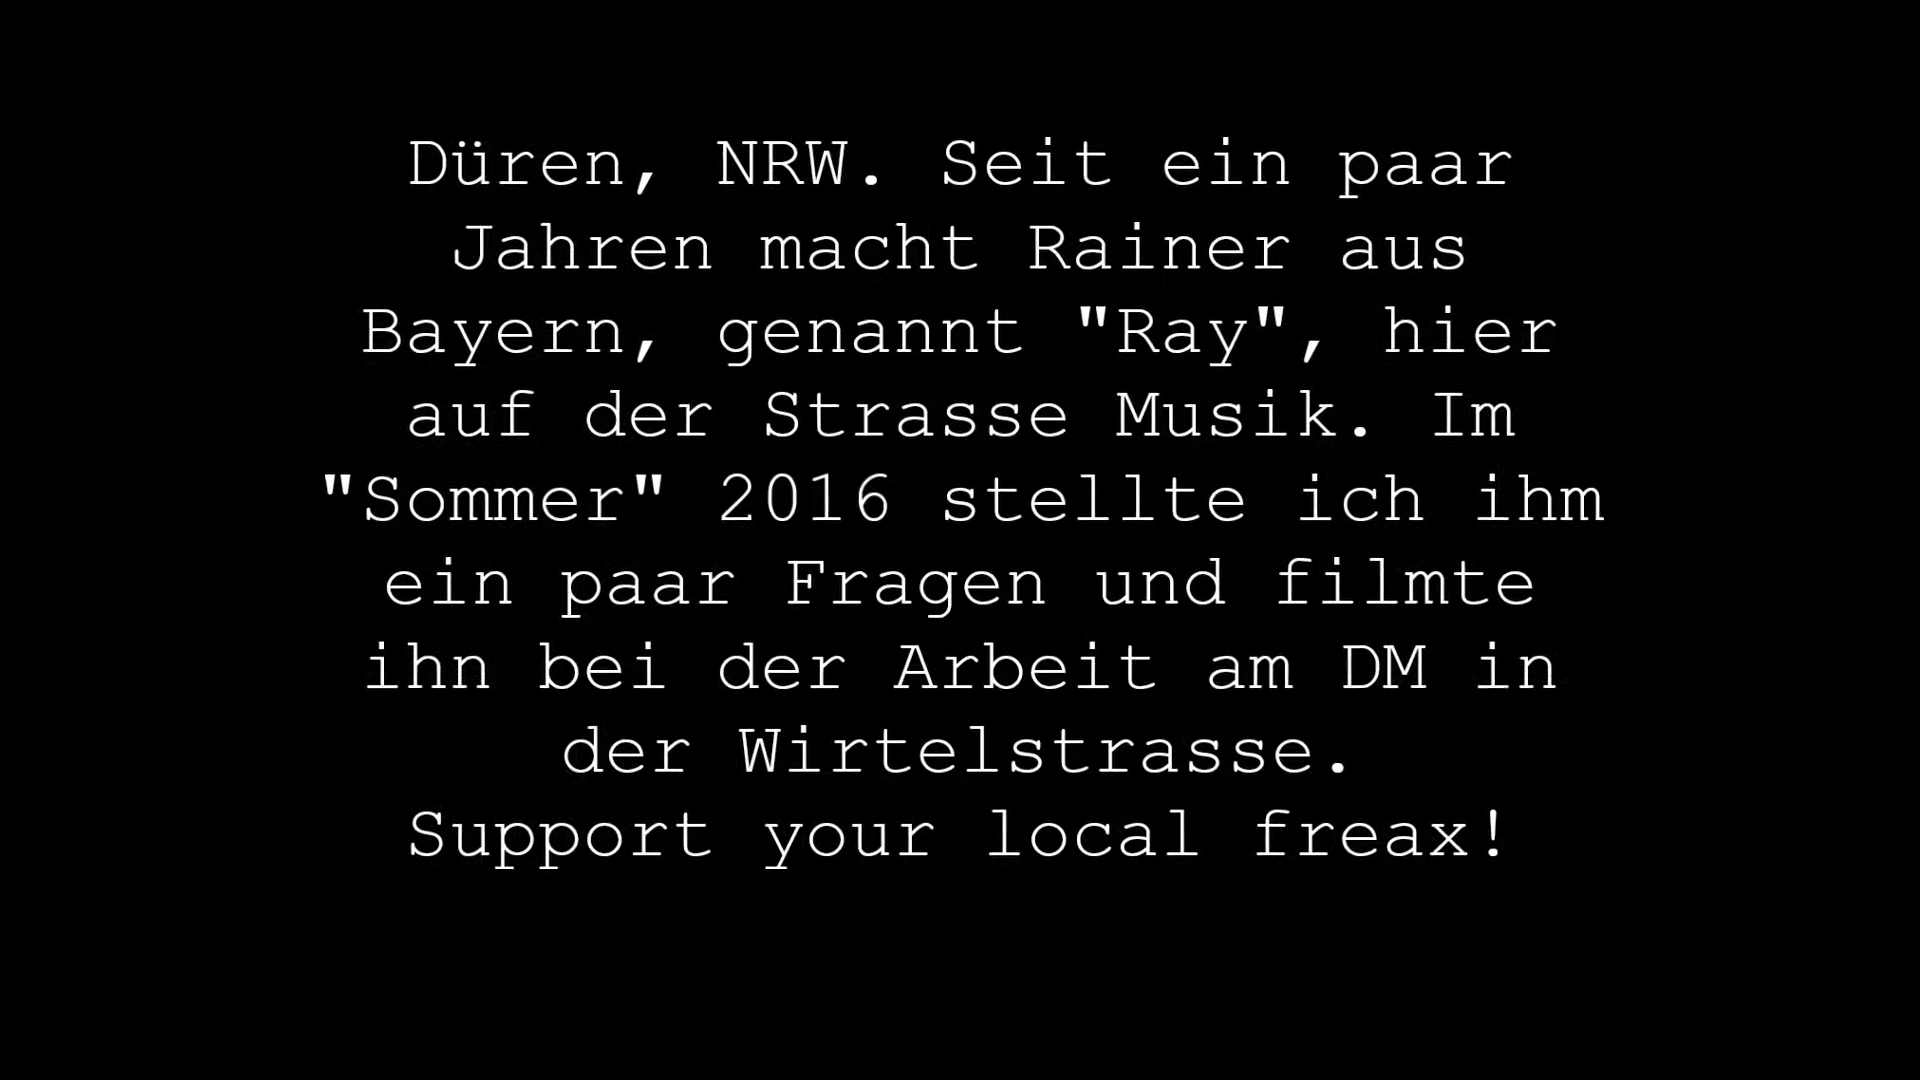 Düren, NRW. Seit ein paar
Jahren macht Rainer aus
Bayern, genannt "Ray", hier
auf der Strasse Musik. Im
"Sommer" 2016 stellte ich ihm
ein paar Fragen und filmte
ihn bei der Arbeit am DM in
der Wirtelstrasse.
Support your local freax!